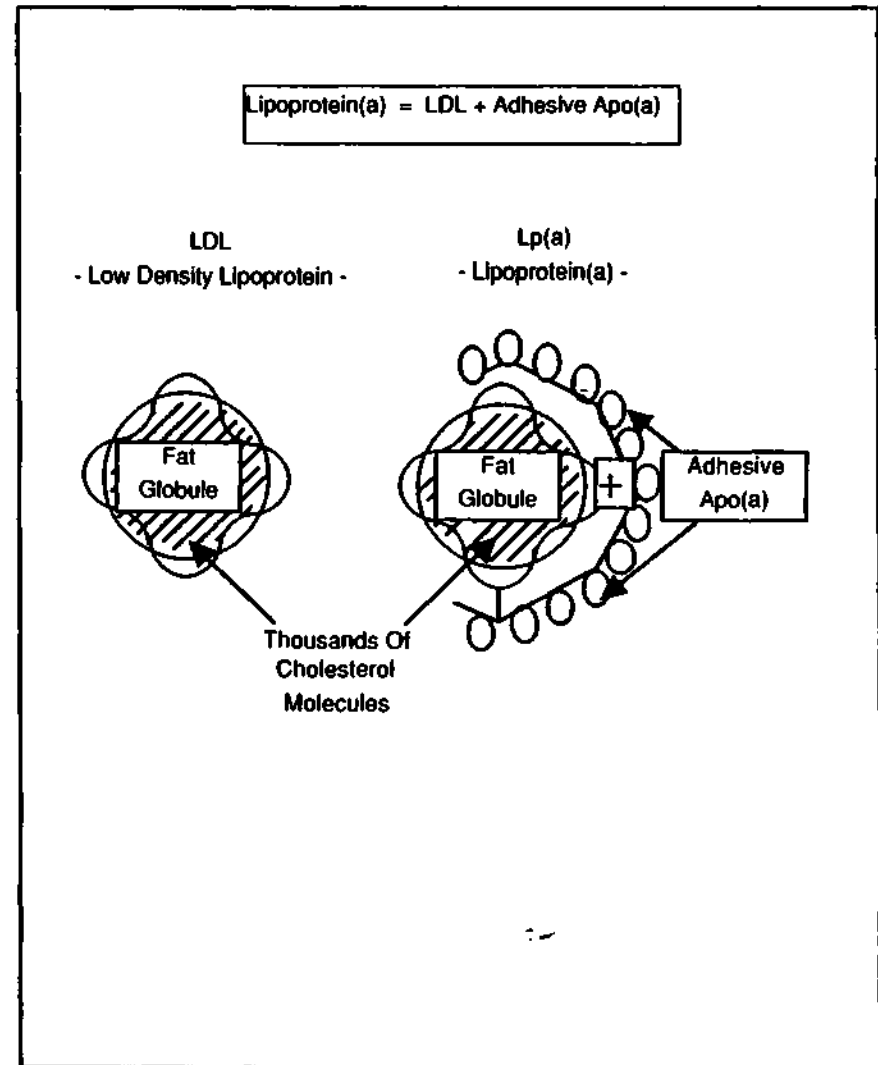 Lipoprotein(a) = LDL + Adhesive Apo(a)
LDL
- Low Density Lipoprotein -
Lp(a)
- Lipoprotein(a) -
Fat
Globule
Fat
Globule
+
Adhesive
Apo(a)
Thousands Of
Cholesterol
Molecules